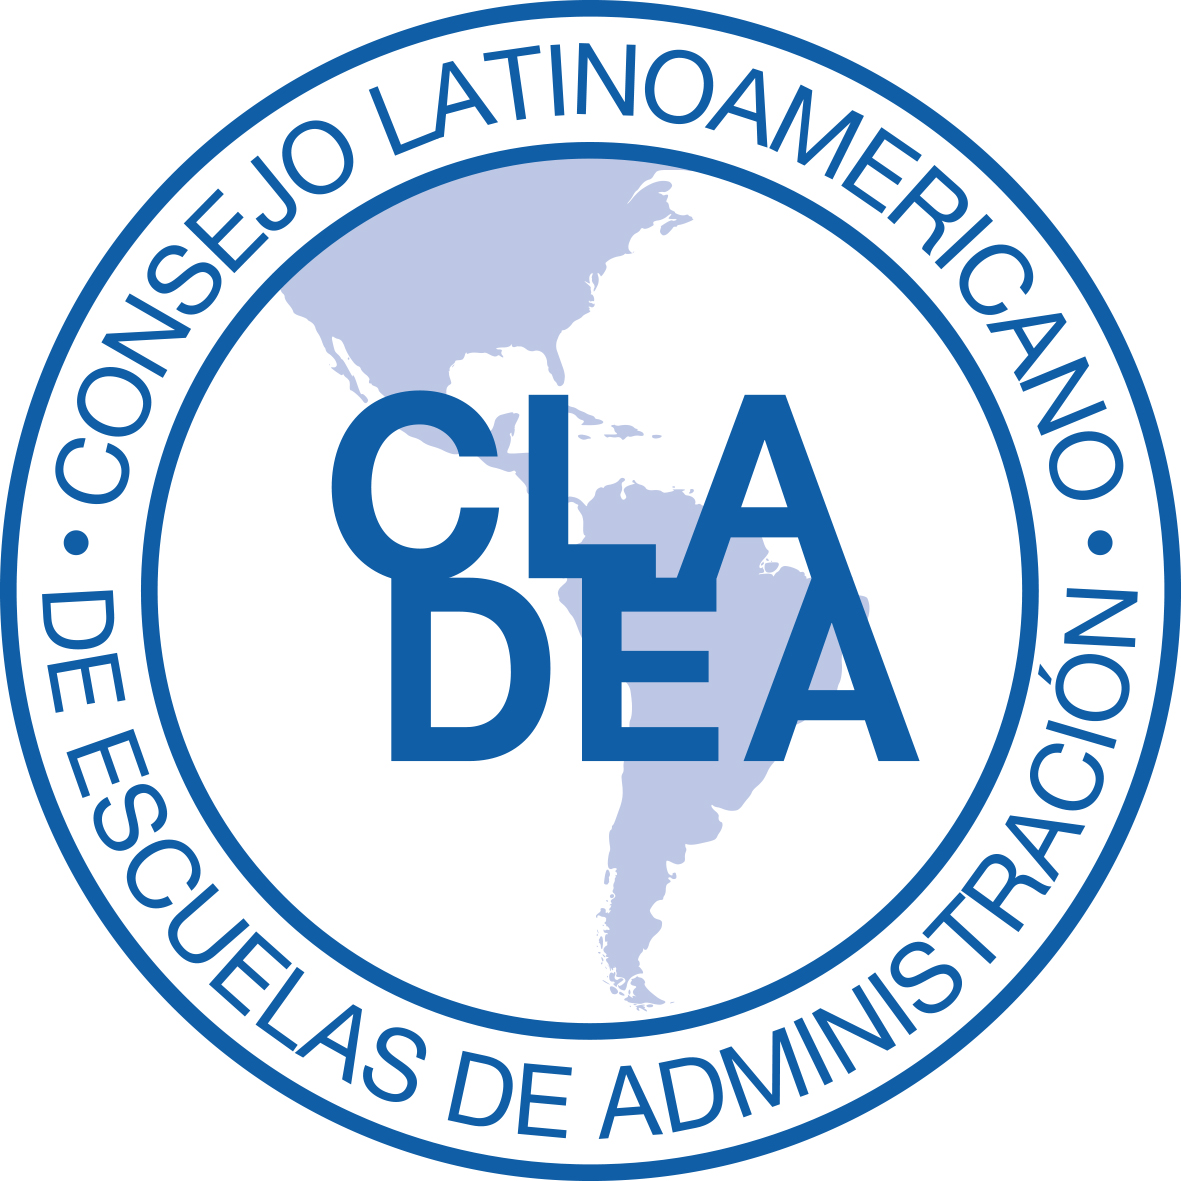 CONSEJO LATINOAMERICANO
CLA
DEA
DE ESCUELAS DE ADMINISTRACIÓN